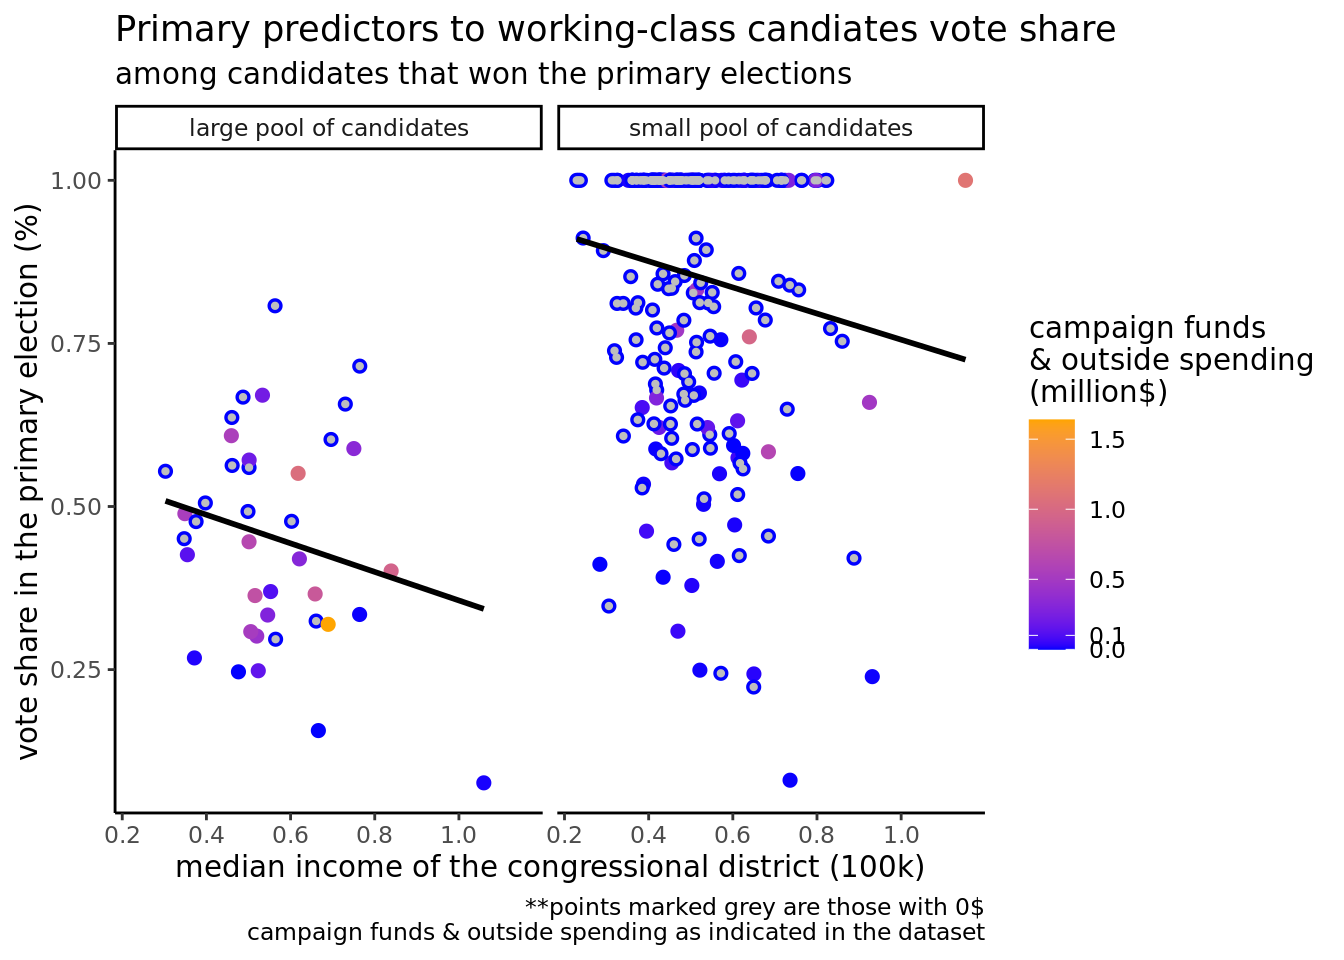 Primary predictors to working-class candiates vote share
among candidates that won the primary elections
large pool of candidates
small pool of candidates
vote share in the primary election (%)
1.00
0.75
0.50
0.25
0.2 0.4 0.6 0.8 1.0
0.2 0.4 0.6 0.8 1.0
median income of the congressional district (100k)
campaign funds
& outside spending
(million$)
1.5
1.0
0.5
0.1
0.0
**points marked grey are those with 0$
campaign funds & outside spending as indicated in the dataset